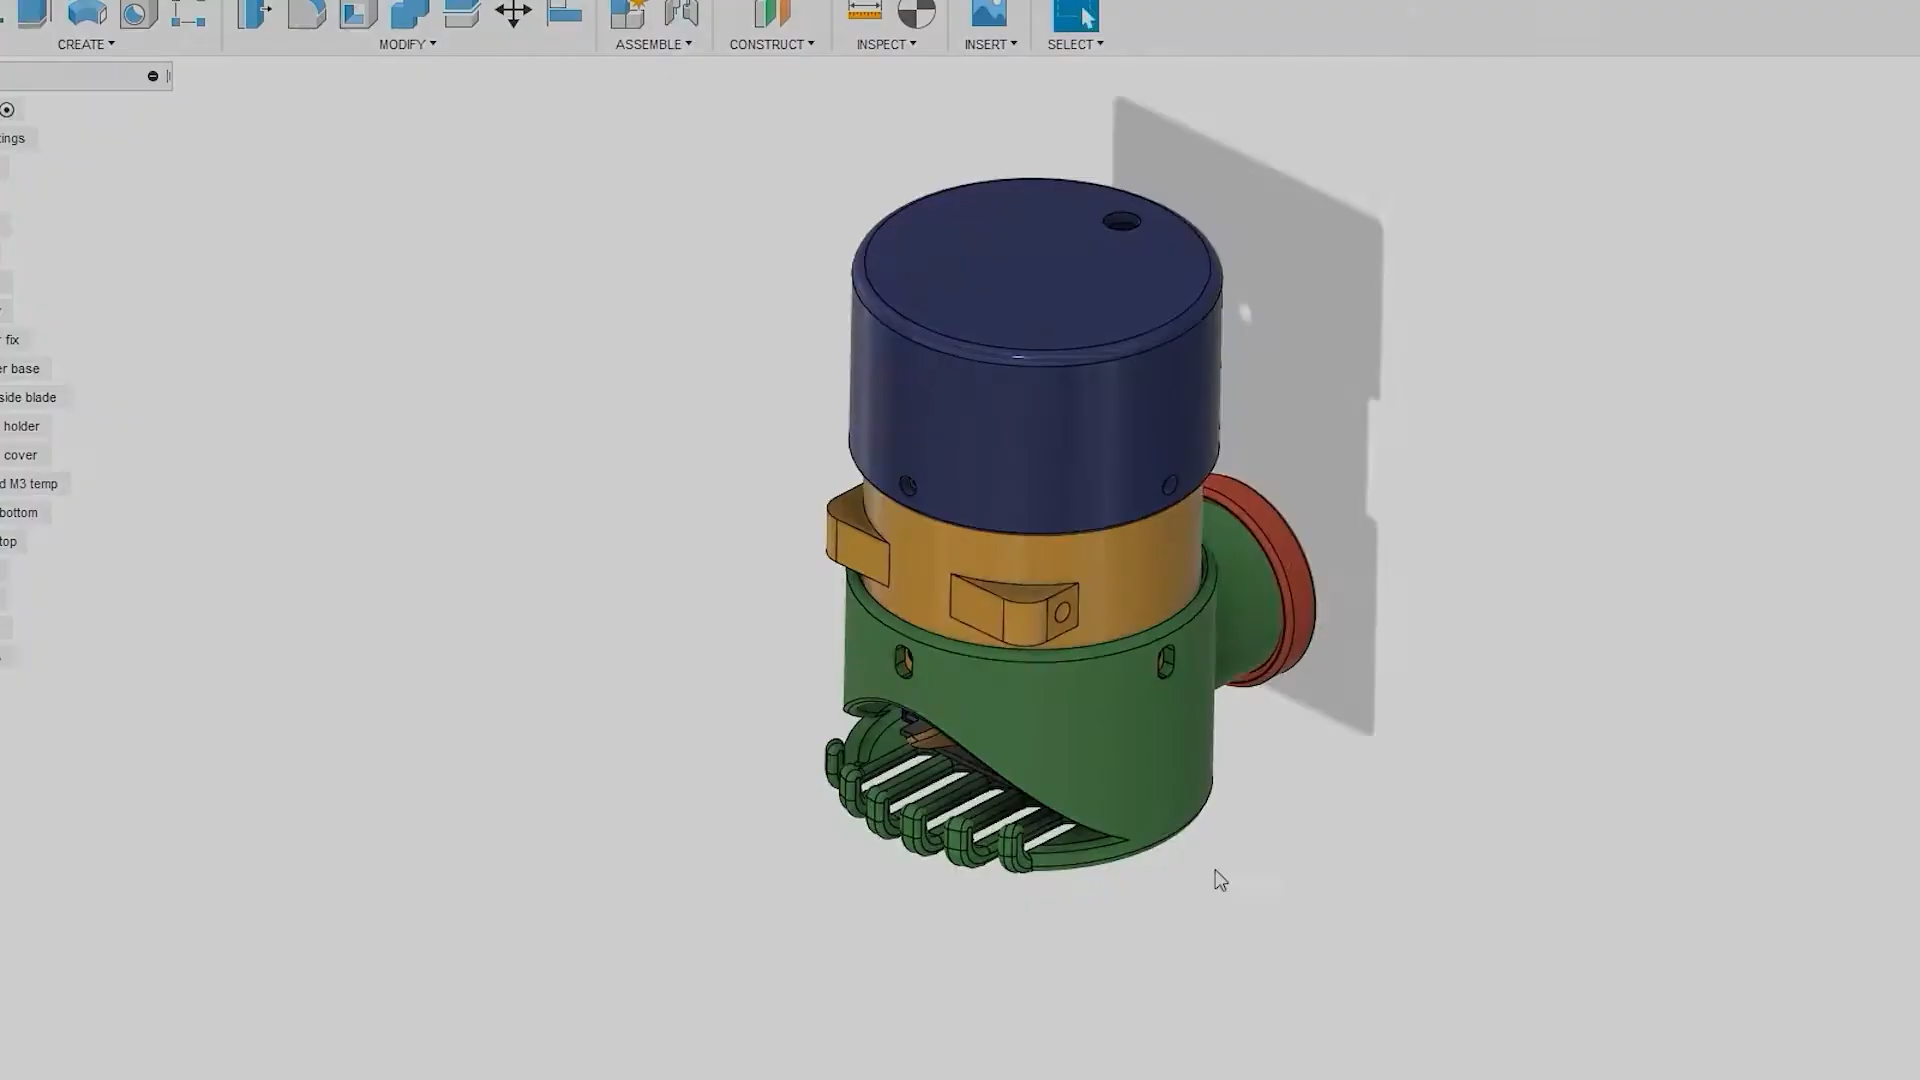 CREATE
MODIFY
ASSEMBLE
CONSTRUCT
INSPECT
INSERT
SELECT
tings
fix
er base
side blade
holder
cover
d M3 temp
bottom
top